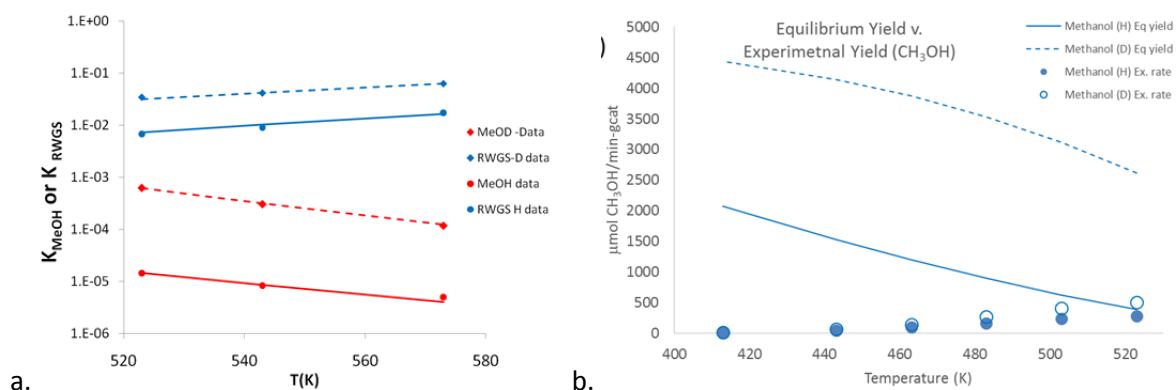 1.E+00
1.E-01
1.E-02
1.E-03
1.E-04
1.E-05
1.E-06
K_MeOH or K_RWGS
520
540
560
580
T(K)
MeOD -Data
RWGS-D data
MeOH data
RWGS H data
a.
)
Equilibrium Yield v.
Experimetnal Yield (CH₃OH)
Methanol (H) Eq yield
Methanol (D) Eq yield
Methanol (H) Ex. rate
Methanol (D) Ex. rate
5000
4500
4000
3500
3000
2500
2000
1500
1000
500
0
μmol CH₃OH/min-gcat
400
420
440
460
480
500
520
Temperature (K)
b.